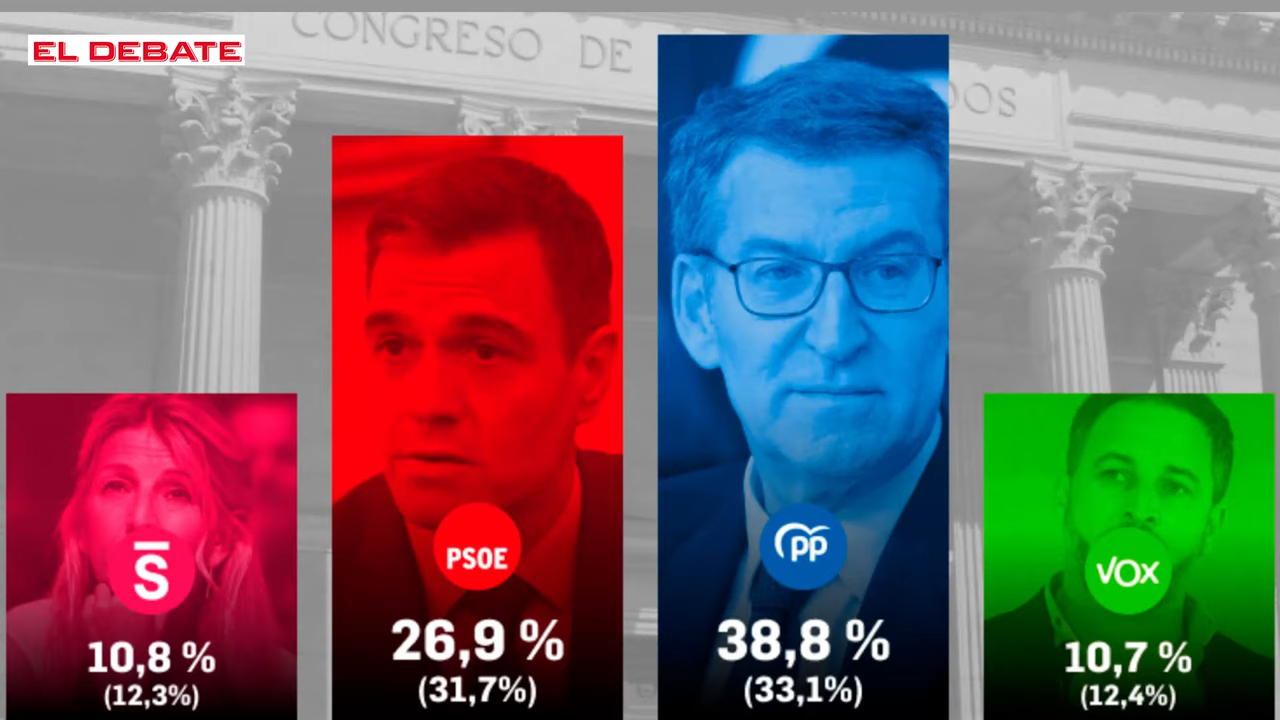 EL DEBATE
CONGRESO DE
DOS
S
10,8 %
(12,3%)
PSOE
26,9 %
(31,7%)
PP
38,8 %
(33,1%)
VOX
10,7 %
(12,4%)